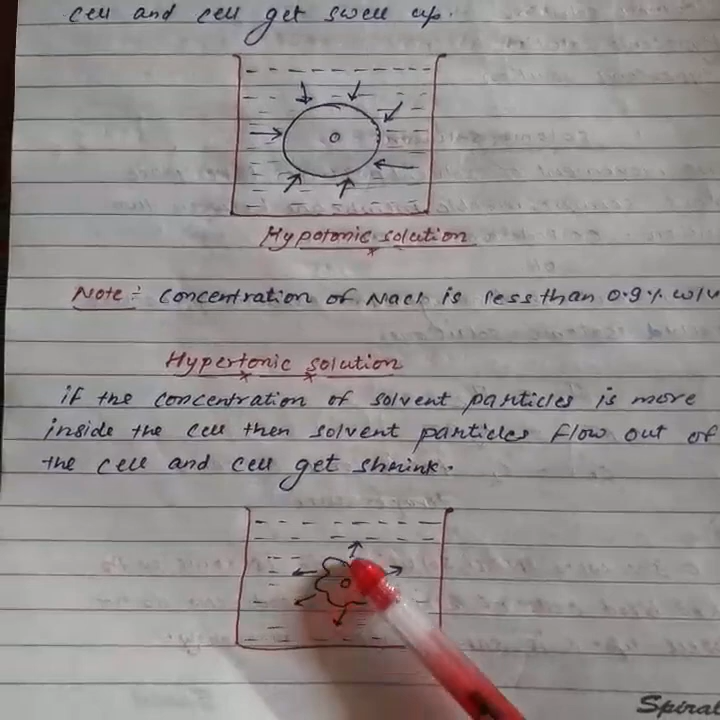 cell and cell get swell up.
Hypotonic solution
Note:- Concentration of NaCl is less than 0.9% w/v
Hypertonic solution
if the concentration of solvent particles is more
inside the cell then solvent particles flow out of
the cell and cell get shrink.
Spiral